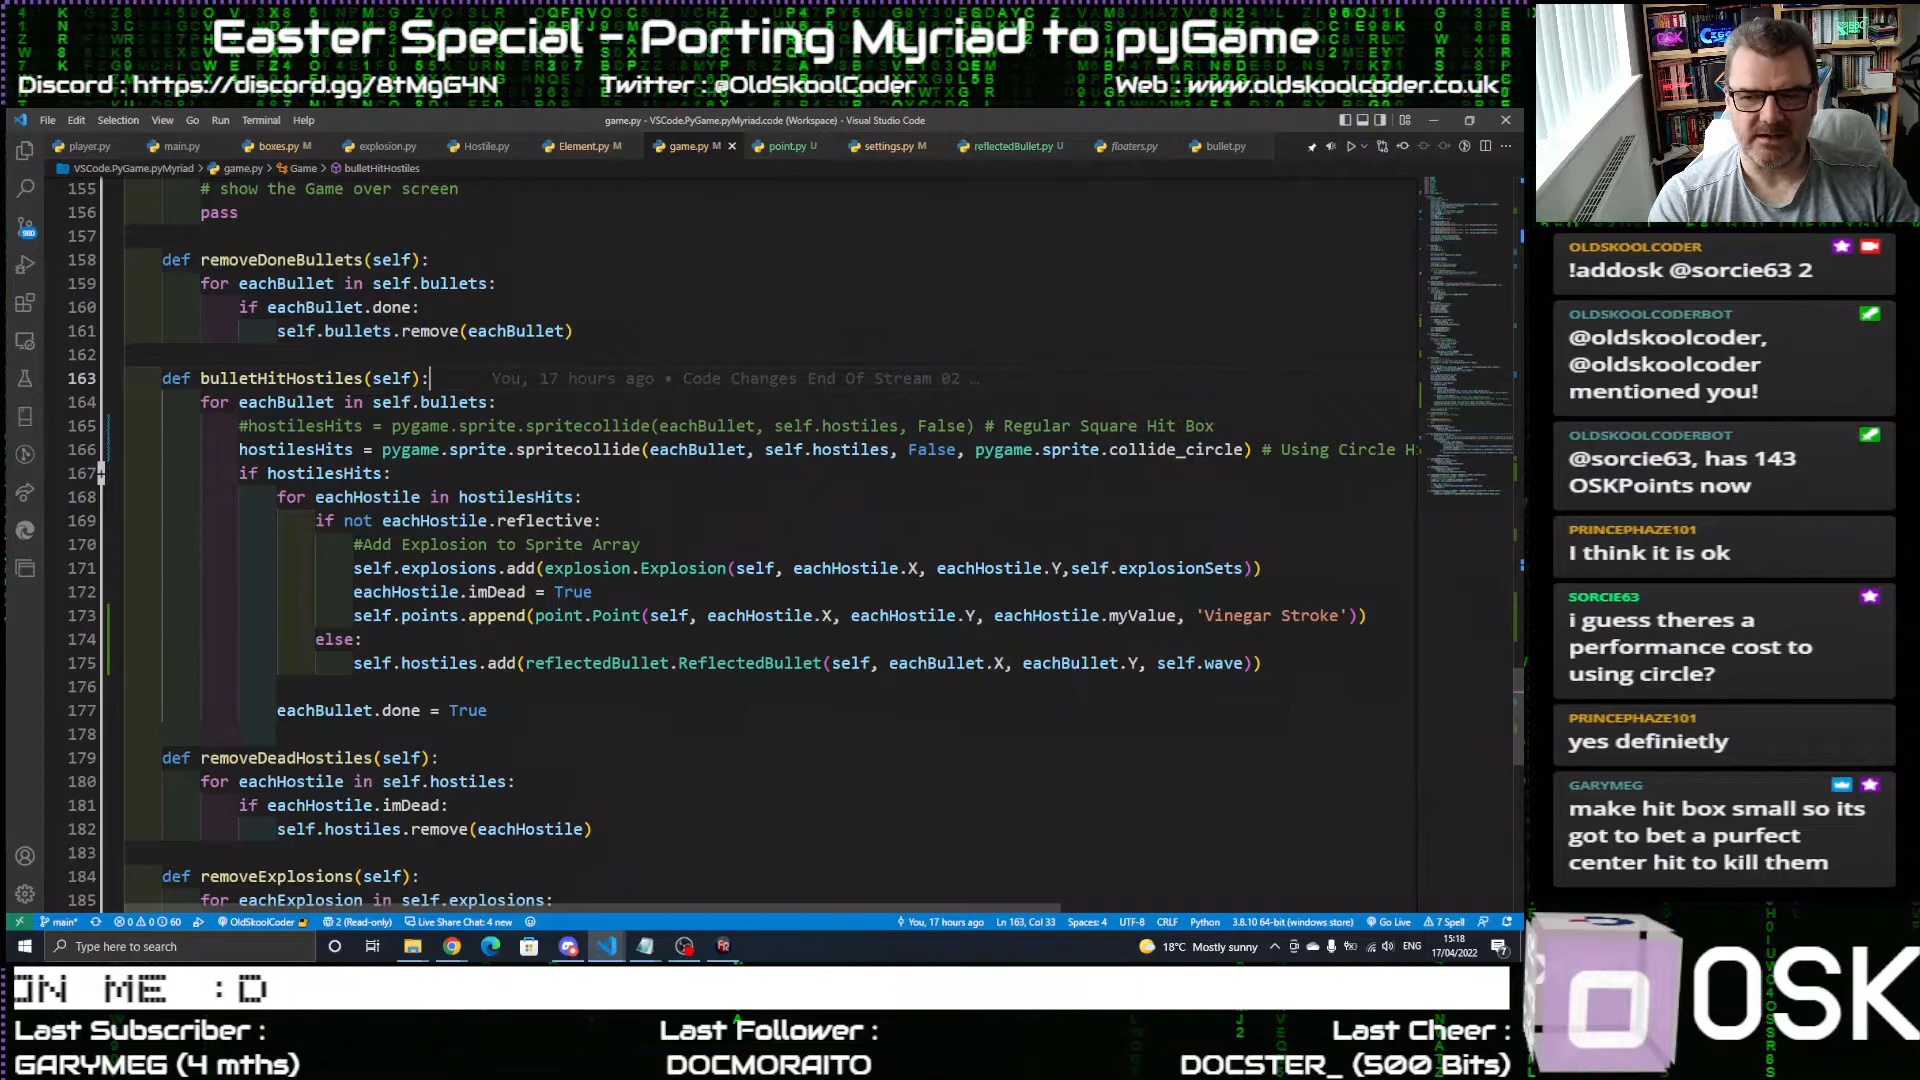 Easter Special - Porting Myriad to pyGame
Discord : https://discord.gg/8tMgG4N
Twitter : @OldSkoolCoder
Web : www.oldskoolcoder.co.uk
File Edit Selection View Go Run Terminal Help
game.py - VSCode.PyGame.pyMyriad.code (Workspace) - Visual Studio Code
player.py
main.py
boxes.py M
explosion.py
Hostile.py
Element.py M
game.py M
point.py U
settings.py M
reflectedBullet.py U
floaters.py
bullet.py
VSCode.PyGame.pyMyriad > game.py > Game > bulletHitHostiles
155 # show the Game over screen
156 pass
157
158 def removeDoneBullets(self):
159 for eachBullet in self.bullets:
160 if eachBullet.done:
161 self.bullets.remove(eachBullet)
162
163 def bulletHitHostiles(self): You, 17 hours ago • Code Changes End Of Stream 02 …
164 for eachBullet in self.bullets:
165 #hostilesHits = pygame.sprite.spritecollide(eachBullet, self.hostiles, False) # Regular Square Hit Box
166 hostilesHits = pygame.sprite.spritecollide(eachBullet, self.hostiles, False, pygame.sprite.collide_circle) # Using Circle Hi
167 if hostilesHits:
168 for eachHostile in hostilesHits:
169 if not eachHostile.reflective:
170 #Add Explosion to Sprite Array
171 self.explosions.add(explosion.Explosion(self, eachHostile.X, eachHostile.Y,self.explosionSets))
172 eachHostile.imDead = True
173 self.points.append(point.Point(self, eachHostile.X, eachHostile.Y, eachHostile.myValue, 'Vinegar Stroke'))
174 else:
175 self.hostiles.add(reflectedBullet.ReflectedBullet(self, eachBullet.X, eachBullet.Y, self.wave))
176
177 eachBullet.done = True
178
179 def removeDeadHostiles(self):
180 for eachHostile in self.hostiles:
181 if eachHostile.imDead:
182 self.hostiles.remove(eachHostile)
183
184 def removeExplosions(self):
185 for eachExplosion in self.explosions:
980
main* 0 0 60 OldSkoolCoder 2 (Read-only) Live Share Chat: 4 new
You, 17 hours ago Ln 163, Col 33 Spaces: 4 UTF-8 CRLF Python 3.8.10 64-bit (windows store) Go Live 7 Spell
Type here to search
18°C Mostly sunny
ENG
15:18
17/04/2022
7
OLDSKOOLCODER
!addosk @sorcie63 2
OLDSKOOLCODERBOT
@oldskoolcoder,
@oldskoolcoder
mentioned you!
OLDSKOOLCODERBOT
@sorcie63, has 143
OSKPoints now
PRINCEPHAZE101
I think it is ok
SORCIE63
i guess theres a
performance cost to
using circle?
PRINCEPHAZE101
yes definietly
GARYMEG
make hit box small so its
got to bet a purfect
center hit to kill them
ON ME :D
Last Subscriber :
GARYMEG (4 mths)
Last Follower :
DOCMORAITO
Last Cheer :
DOCSTER_ (500 Bits)
OSK